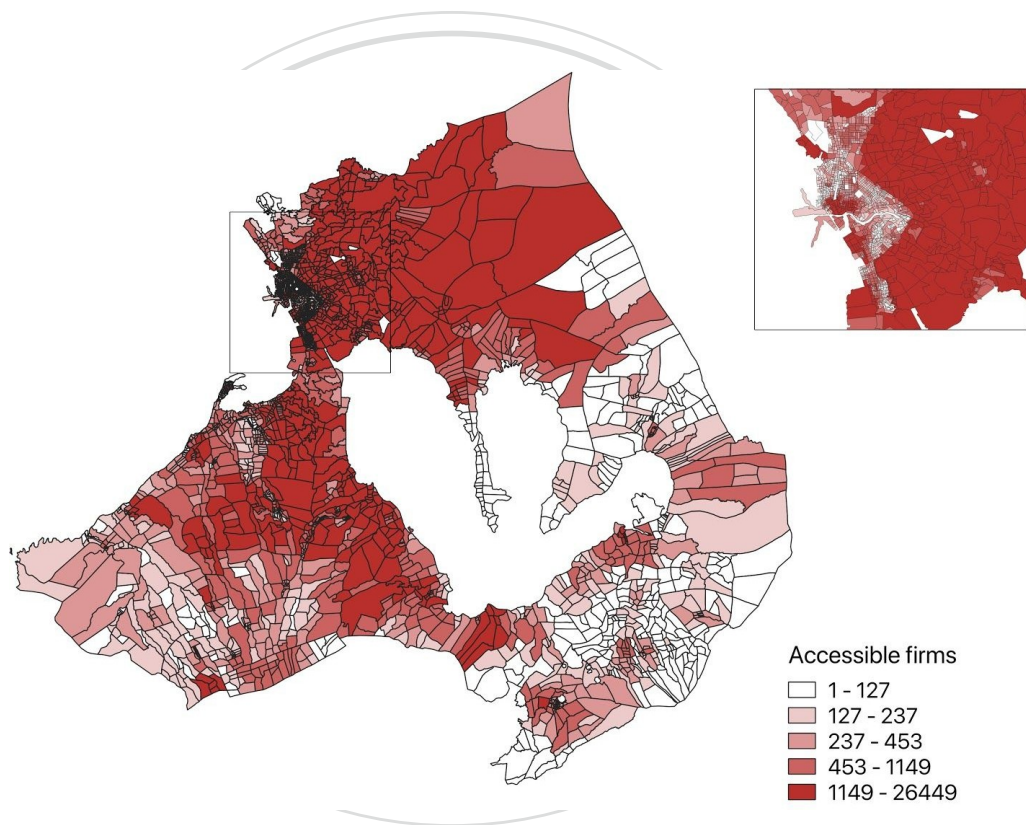 Accessible firms
1 - 127
127 - 237
237 - 453
453 - 1149
1149 - 26449